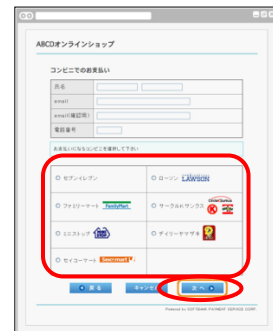 ABCDオンラインショップ
コンビニでのお支払い
氏名
email
email(確認用)
電話番号
お支払いになるコンビニを選択して下さい
セブンイレブン
ローソン LAWSON
ファミリーマート FamilyMart
サークルKサンクス
ミニストップ
デイリーヤマザキ
セイコーマート Seicomart
戻る キャンセル 次へ
Powered by SOFTBANK PAYMENT SERVICE CORP.